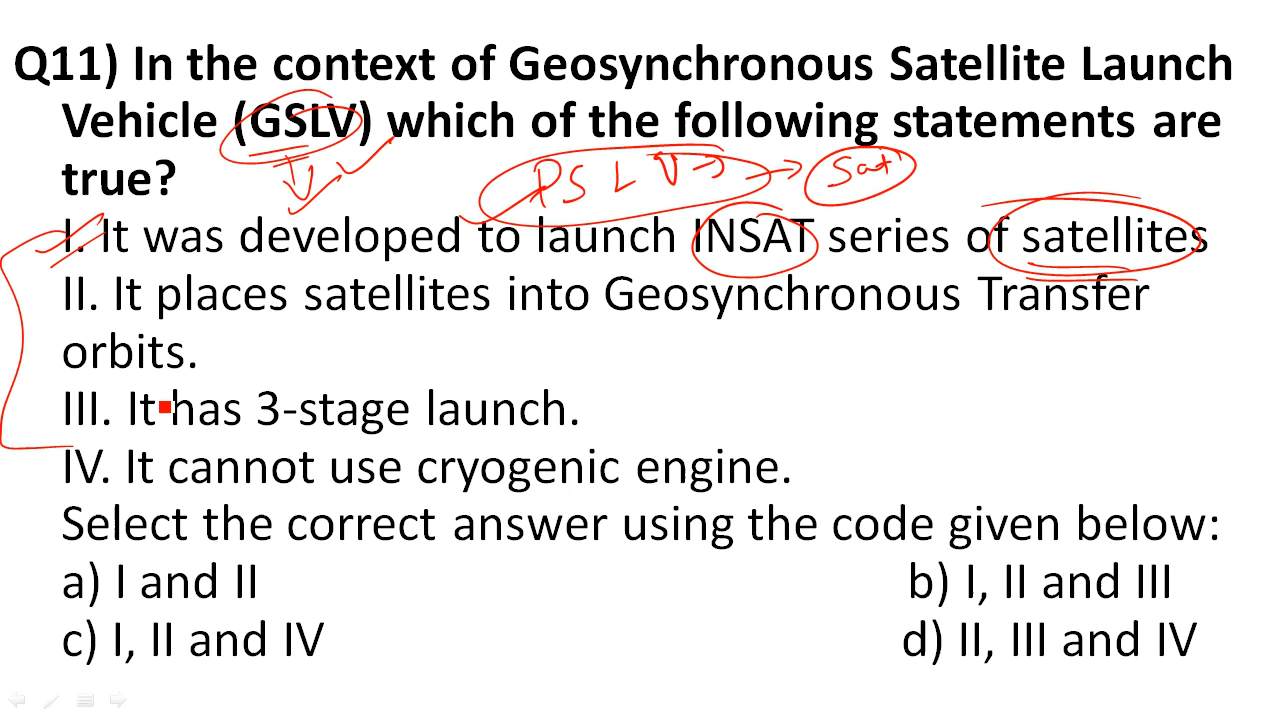 Q11) In the context of Geosynchronous Satellite Launch
Vehicle (GSLV) which of the following statements are
true?
PSLV
Sat
I. It was developed to launch INSAT series of satellites
II. It places satellites into Geosynchronous Transfer
orbits.
III. It has 3-stage launch.
IV. It cannot use cryogenic engine.
Select the correct answer using the code given below:
a) I and II b) I, II and III
c) I, II and IV d) II, III and IV